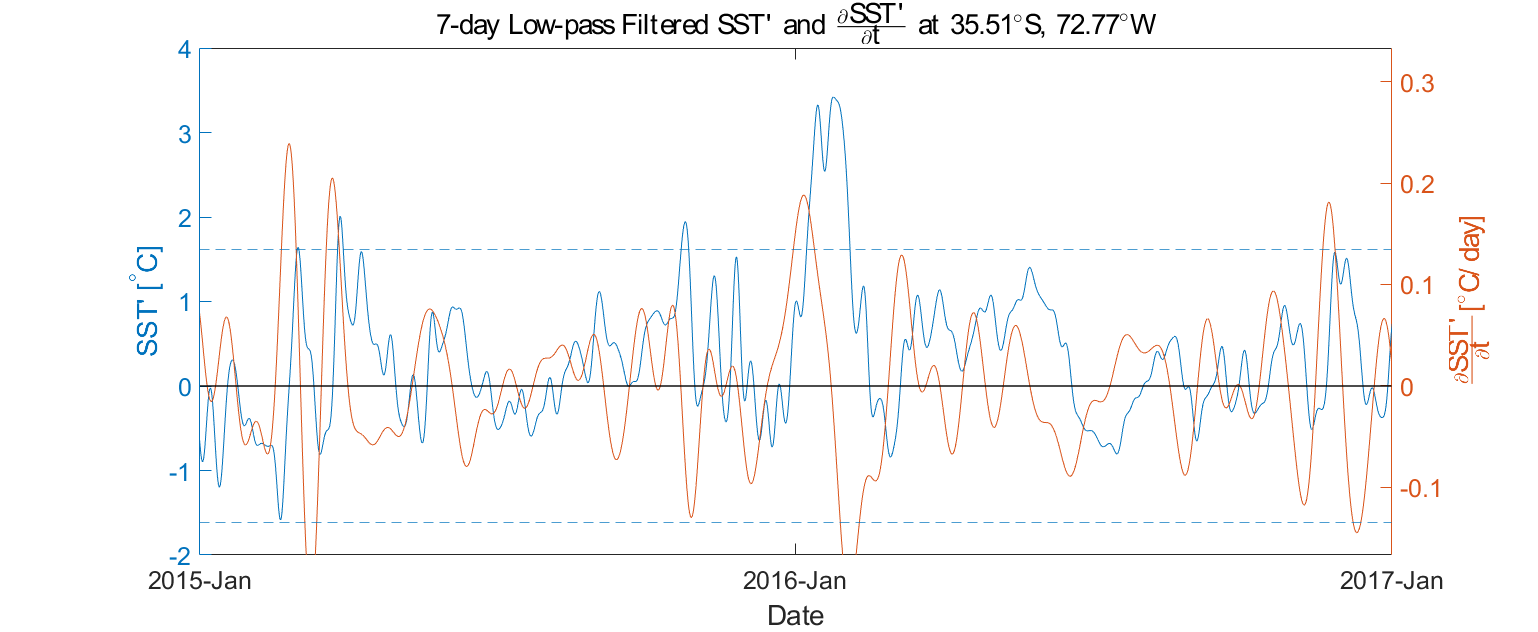 7-day Low-pass Filtered SST' and ∂SST'/∂t at 35.51°S, 72.77°W
4
3
2
1
0
-1
-2
SST' [°C]
0.3
0.2
0.1
0
-0.1
∂SST'/∂t [°C/day]
2015-Jan
2016-Jan
2017-Jan
Date